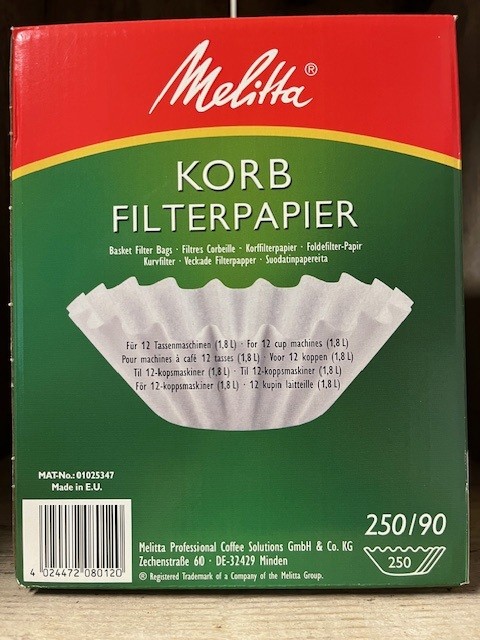 Melitta®
KORB
FILTERPAPIER
Basket Filter Bags · Filtres Corbeille · Korffilterpapier · Foldefilter-Papir
Kurvfilter · Veckade Filterpapper · Suodatinpapereita
Für 12 Tassenmaschinen (1,8 L) · For 12 cup machines (1,8 L)
Pour machines à café 12 tasses (1,8 L) · Voor 12 koppen (1,8 L)
Til 12-kopsmaskiner (1,8 L) · Til 12-koppsmaskiner (1,8 L)
För 12-koppsmaskiner (1,8 L) · 12 kupin laitteille (1,8 L)
MAT-No.: 01025347
Made in E.U.
4 024472 080120
250/90
250
Melitta Professional Coffee Solutions GmbH & Co. KG
Zechenstraße 60 · DE-32429 Minden
® Registered Trademark of a Company of the Melitta Group.